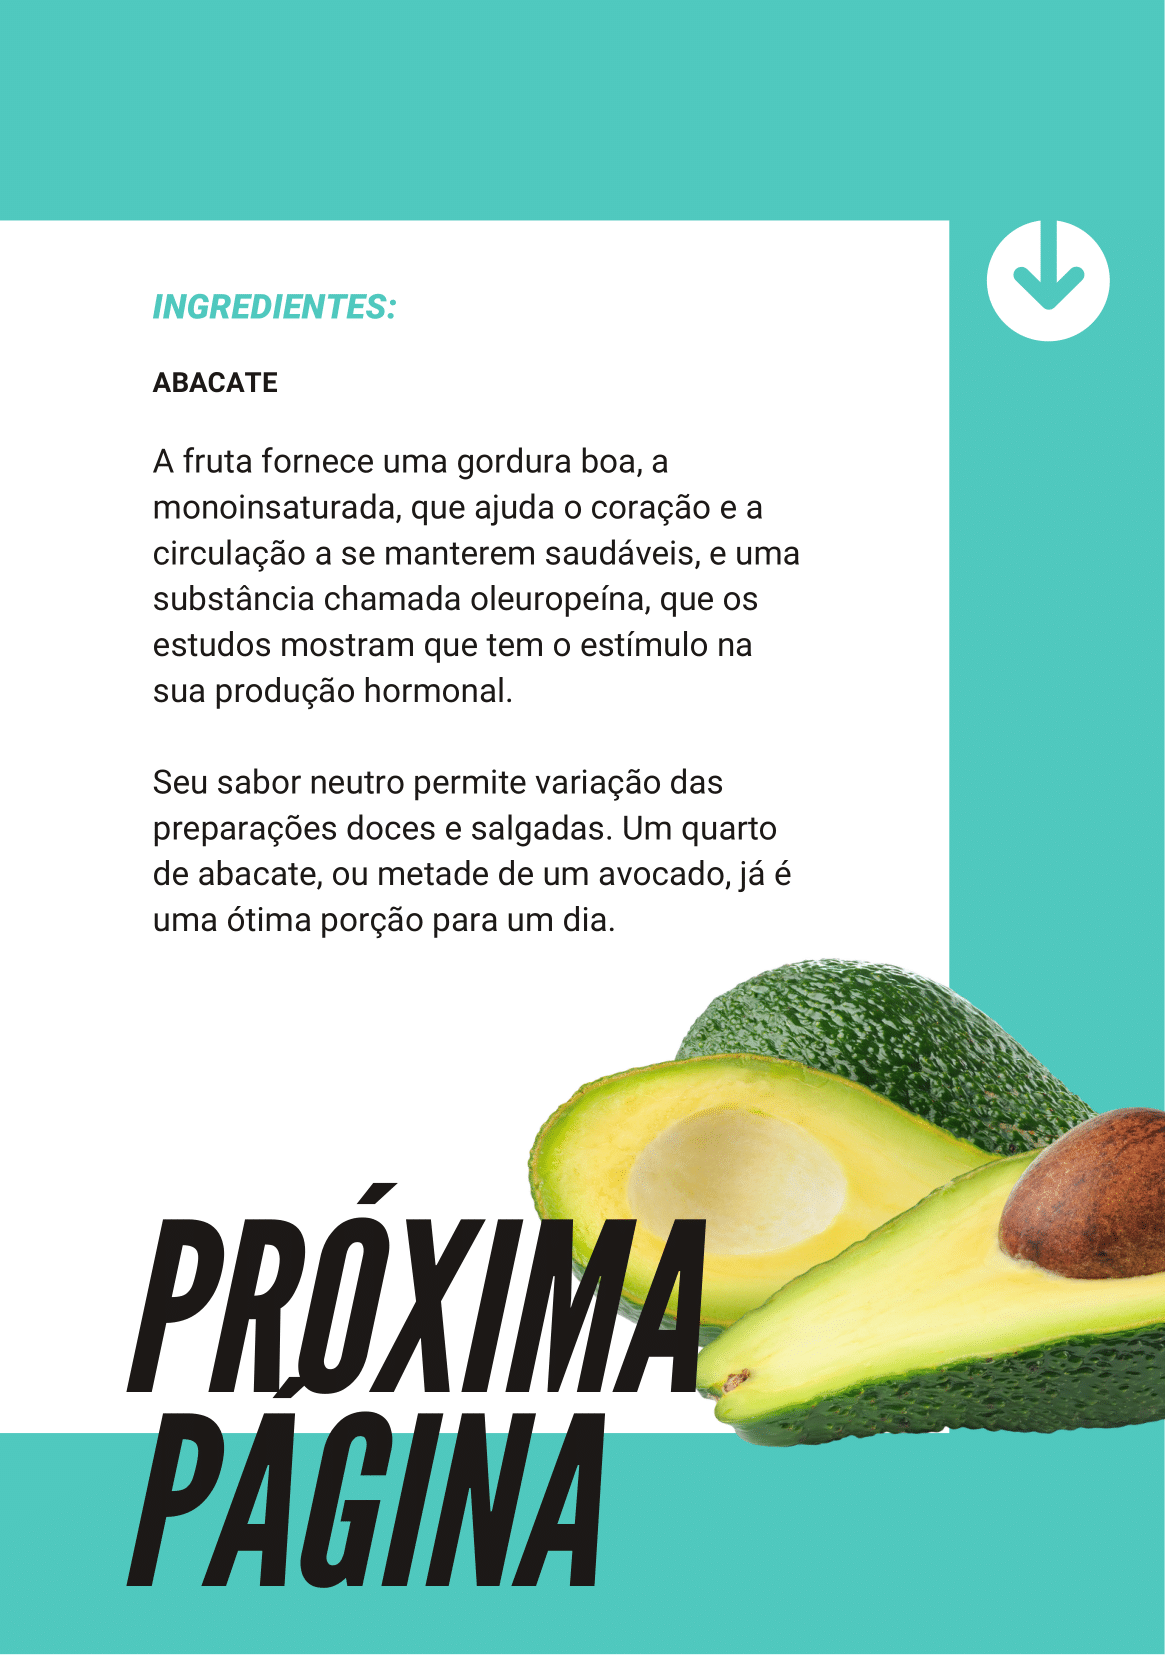 INGREDIENTES:
ABACATE
A fruta fornece uma gordura boa, a
monoinsaturada, que ajuda o coração e a
circulação a se manterem saudáveis, e uma
substância chamada oleuropeína, que os
estudos mostram que tem o estímulo na
sua produção hormonal.
Seu sabor neutro permite variação das
preparações doces e salgadas. Um quarto
de abacate, ou metade de um avocado, já é
uma ótima porção para um dia.
PRÓXIMA
PÁGINA